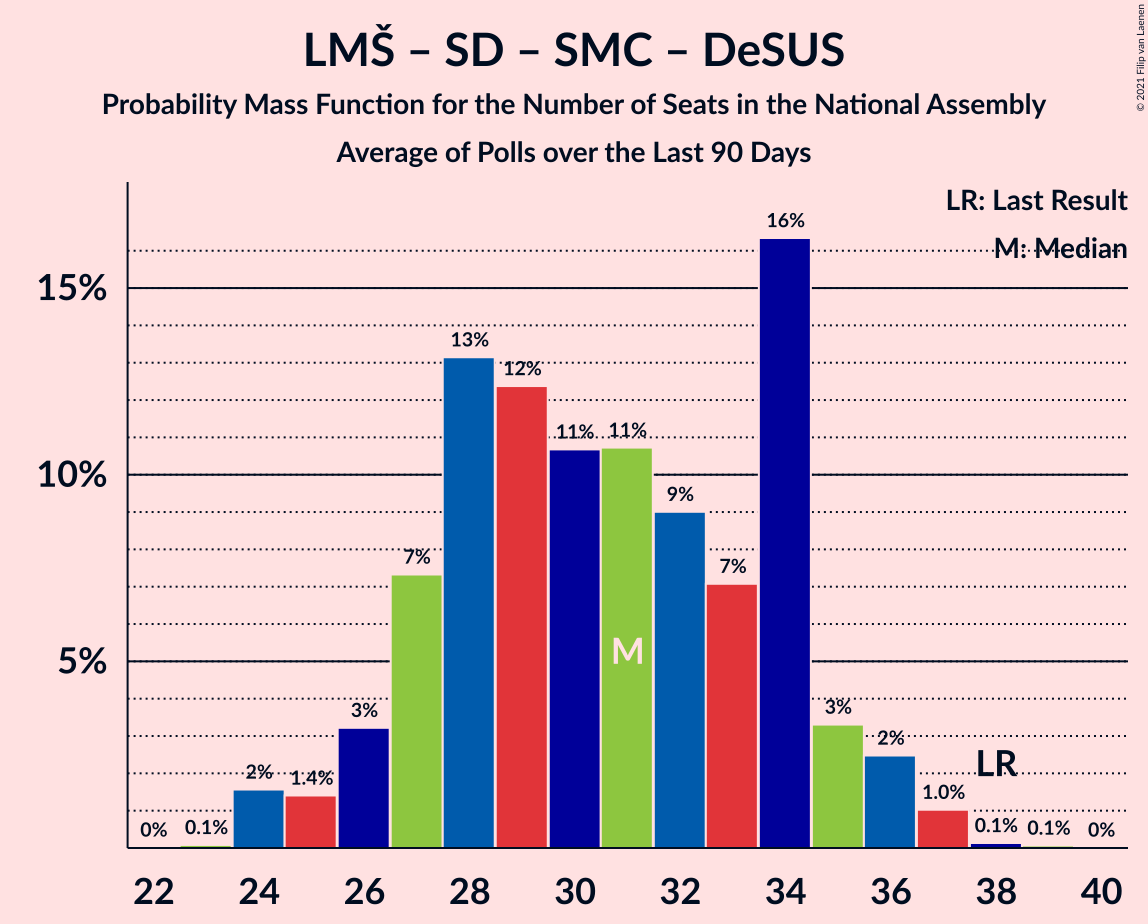 LMŠ – SD – SMC – DeSUS
Probability Mass Function for the Number of Seats in the National Assembly
Average of Polls over the Last 90 Days
© 2021 Filip van Laenen
LR: Last Result
M: Median
16%
15%
13%
12%
11% 11%
10%
9%
7% 7%
5%
M
3% 3%
2%
LR
2% 1.4% 1.0%
0% 0.1% 0.1% 0.1% 0%
22 24 26 28 30 32 34 36 38 40